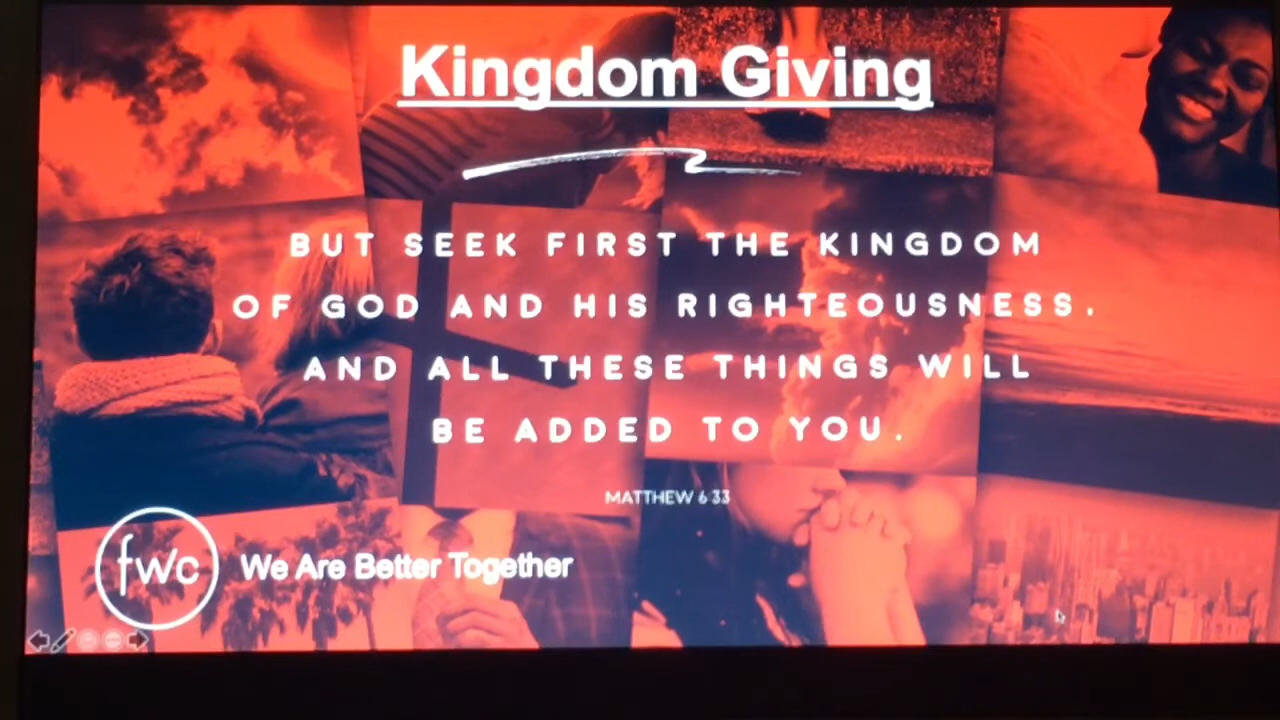 Kingdom Giving
BUT SEEK FIRST THE KINGDOM
OF GOD AND HIS RIGHTEOUSNESS.
AND ALL THESE THINGS WILL
BE ADDED TO YOU.
MATTHEW 6:33
fwc
We Are Better Together